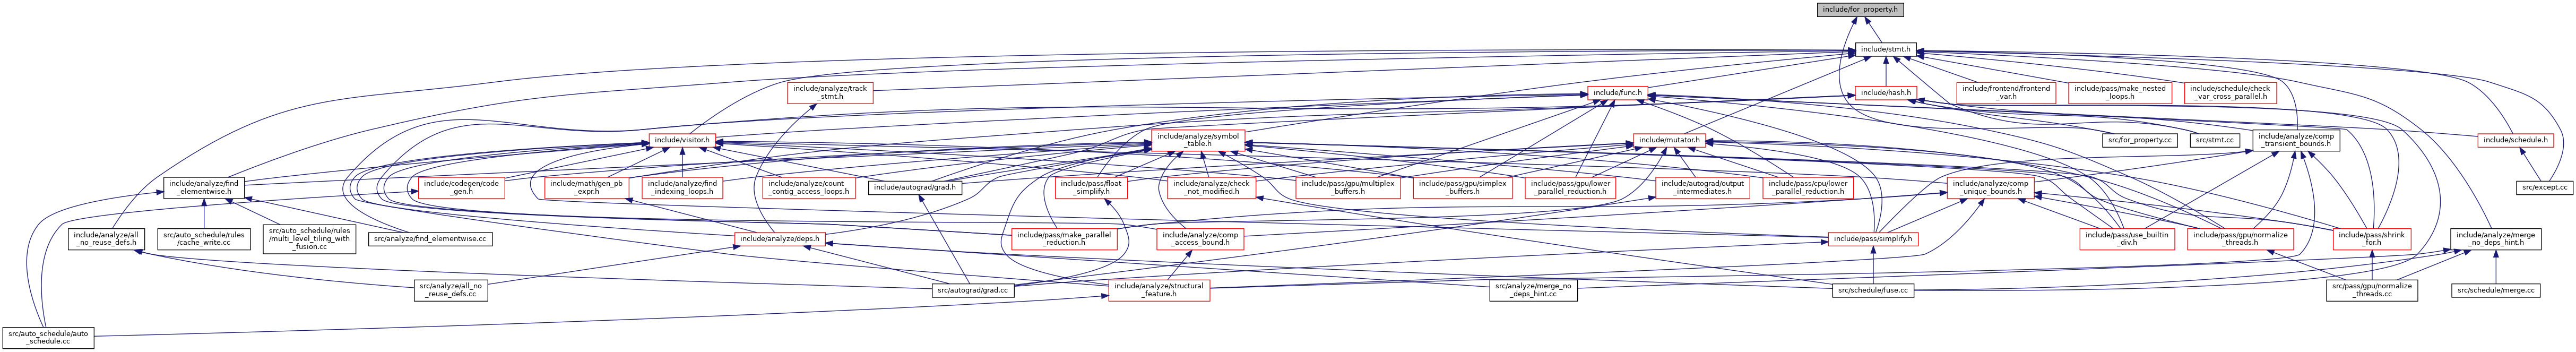 include/for_property.h
include/stmt.h
include/analyze/track
_stmt.h
include/func.h
include/hash.h
include/frontend/frontend
_var.h
include/pass/make_nested
_loops.h
include/schedule/check
_var_cross_parallel.h
include/visitor.h
include/analyze/symbol
_table.h
include/mutator.h
src/for_property.cc
src/stmt.cc
include/analyze/comp
_transient_bounds.h
include/schedule.h
include/analyze/find
_elementwise.h
include/codegen/code
_gen.h
include/math/gen_pb
_expr.h
include/analyze/find
_indexing_loops.h
include/analyze/count
_contig_access_loops.h
include/autograd/grad.h
include/pass/float
_simplify.h
include/analyze/check
_not_modified.h
include/pass/gpu/multiplex
_buffers.h
include/pass/gpu/simplex
_buffers.h
include/pass/gpu/lower
_parallel_reduction.h
include/autograd/output
_intermediates.h
include/pass/cpu/lower
_parallel_reduction.h
include/analyze/comp
_unique_bounds.h
src/except.cc
include/analyze/all
_no_reuse_defs.h
src/auto_schedule/rules
/cache_write.cc
src/auto_schedule/rules
/multi_level_tiling_with
_fusion.cc
src/analyze/find_elementwise.cc
include/analyze/deps.h
include/pass/make_parallel
_reduction.h
include/analyze/comp
_access_bound.h
include/pass/simplify.h
include/pass/use_builtin
_div.h
include/pass/gpu/normalize
_threads.h
include/pass/shrink
_for.h
include/analyze/merge
_no_deps_hint.h
src/analyze/all_no
_reuse_defs.cc
src/autograd/grad.cc
include/analyze/structural
_feature.h
src/analyze/merge_no
_deps_hint.cc
src/schedule/fuse.cc
src/pass/gpu/normalize
_threads.cc
src/schedule/merge.cc
src/auto_schedule/auto
_schedule.cc